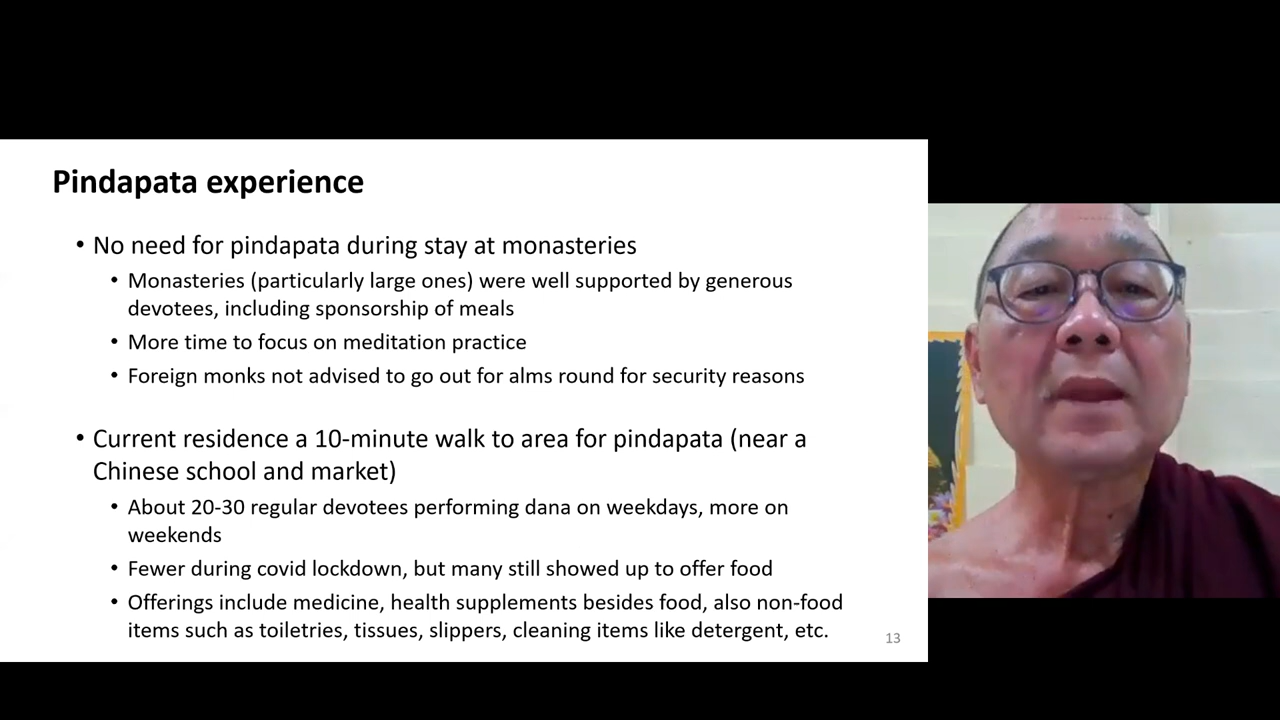 Pindapata experience
• No need for pindapata during stay at monasteries
• Monasteries (particularly large ones) were well supported by generous
devotees, including sponsorship of meals
• More time to focus on meditation practice
• Foreign monks not advised to go out for alms round for security reasons
• Current residence a 10-minute walk to area for pindapata (near a
Chinese school and market)
• About 20-30 regular devotees performing dana on weekdays, more on
weekends
• Fewer during covid lockdown, but many still showed up to offer food
• Offerings include medicine, health supplements besides food, also non-food
items such as toiletries, tissues, slippers, cleaning items like detergent, etc.
13